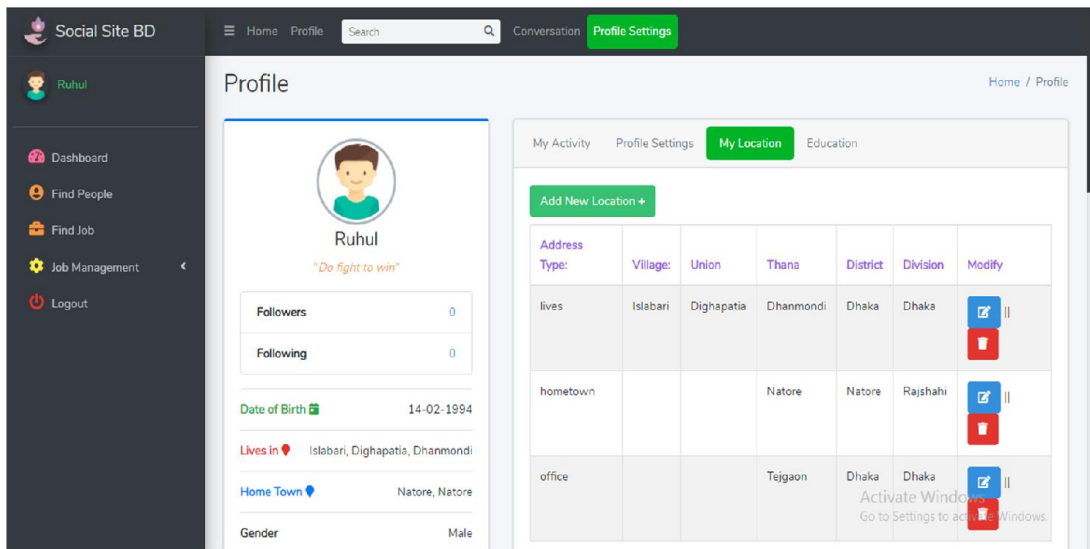 Social Site BD
Home Profile Search Conversation Profile Settings
Ruhul
Dashboard
Find People
Find Job
Job Management
Logout
Profile
Home / Profile
Ruhul
"Do fight to win"
Followers 0
Following 0
Date of Birth 14-02-1994
Lives in Islabari, Dighapatia, Dhanmondi
Home Town Natore, Natore
Gender Male
My Activity Profile Settings My Location Education
Add New Location +
Address Type: Village: Union Thana District Division Modify
lives Islabari Dighapatia Dhanmondi Dhaka Dhaka ||
hometown Natore Natore Rajshahi ||
office Tejgaon Dhaka Dhaka ||
Activate Windows
Go to Settings to activate Windows.